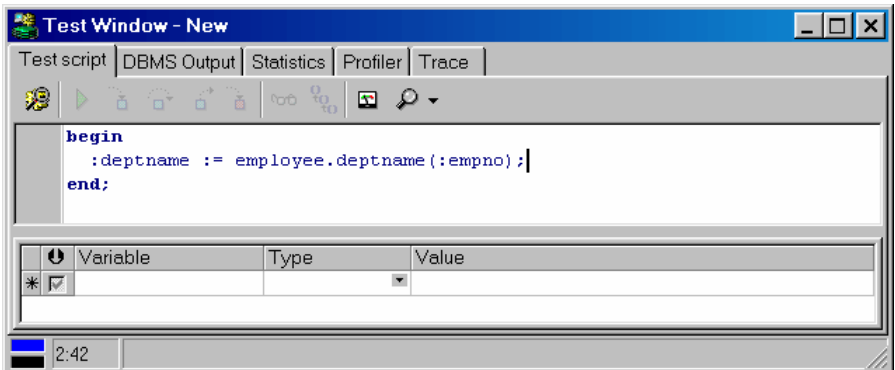 Test Window - New
Test script DBMS Output Statistics Profiler Trace
begin
:deptname := employee.deptname(:empno);
end;
Variable Type Value
2:42